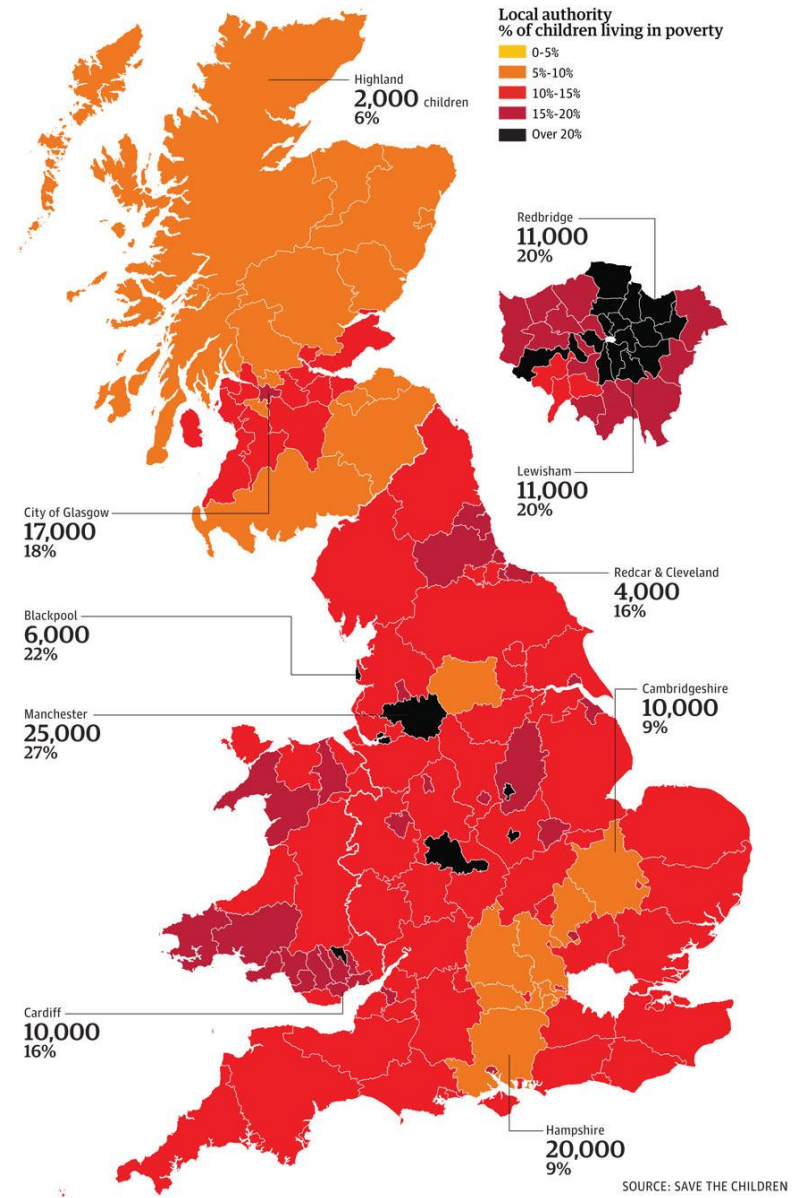 Local authority
% of children living in poverty
0-5%
5%-10%
10%-15%
15%-20%
Over 20%
Highland
2,000 children
6%
Redbridge
11,000
20%
Lewisham
11,000
20%
City of Glasgow
17,000
18%
Redcar & Cleveland
4,000
16%
Blackpool
6,000
22%
Cambridgeshire
10,000
9%
Manchester
25,000
27%
Cardiff
10,000
16%
Hampshire
20,000
9%
SOURCE: SAVE THE CHILDREN